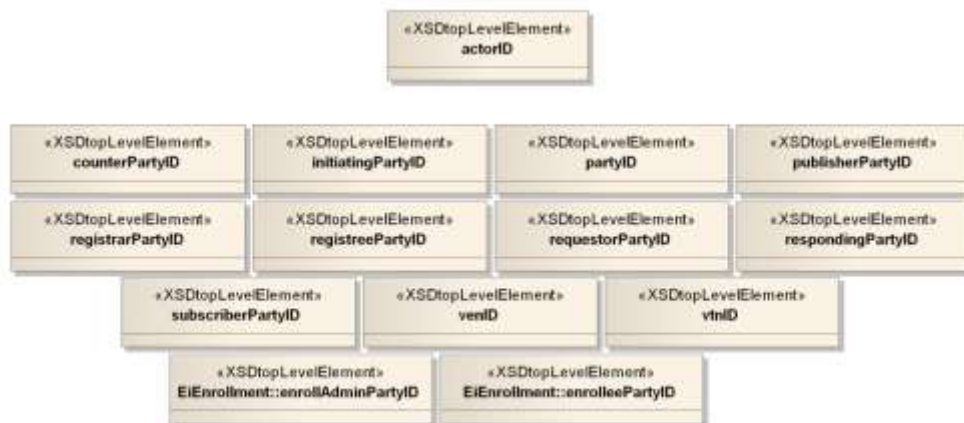 «XSDtopLevelElement»
actorID
«XSDtopLevelElement»
counterPartyID
«XSDtopLevelElement»
initiatingPartyID
«XSDtopLevelElement»
partyID
«XSDtopLevelElement»
publisherPartyID
«XSDtopLevelElement»
registrarPartyID
«XSDtopLevelElement»
registreePartyID
«XSDtopLevelElement»
requestorPartyID
«XSDtopLevelElement»
respondingPartyID
«XSDtopLevelElement»
subscriberPartyID
«XSDtopLevelElement»
venID
«XSDtopLevelElement»
vtnID
«XSDtopLevelElement»
EiEnrollment::enrollAdminPartyID
«XSDtopLevelElement»
EiEnrollment::enrolleePartyID